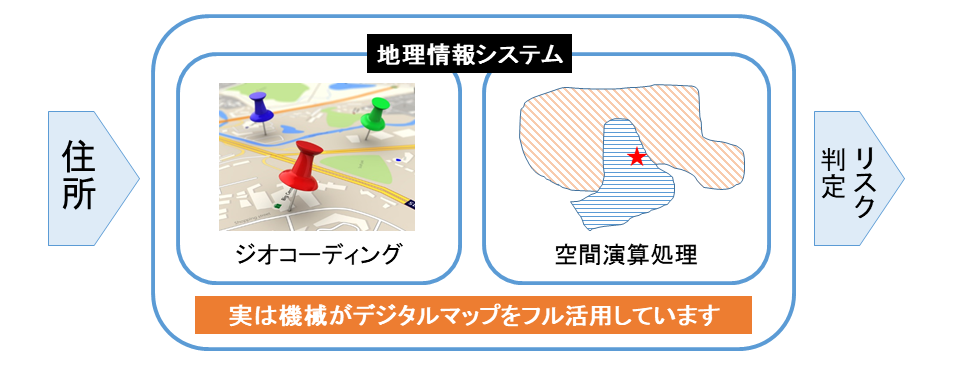 地理情報システム
住所
ジオコーディング
空間演算処理
リスク
判定
実は機械がデジタルマップをフル活用しています